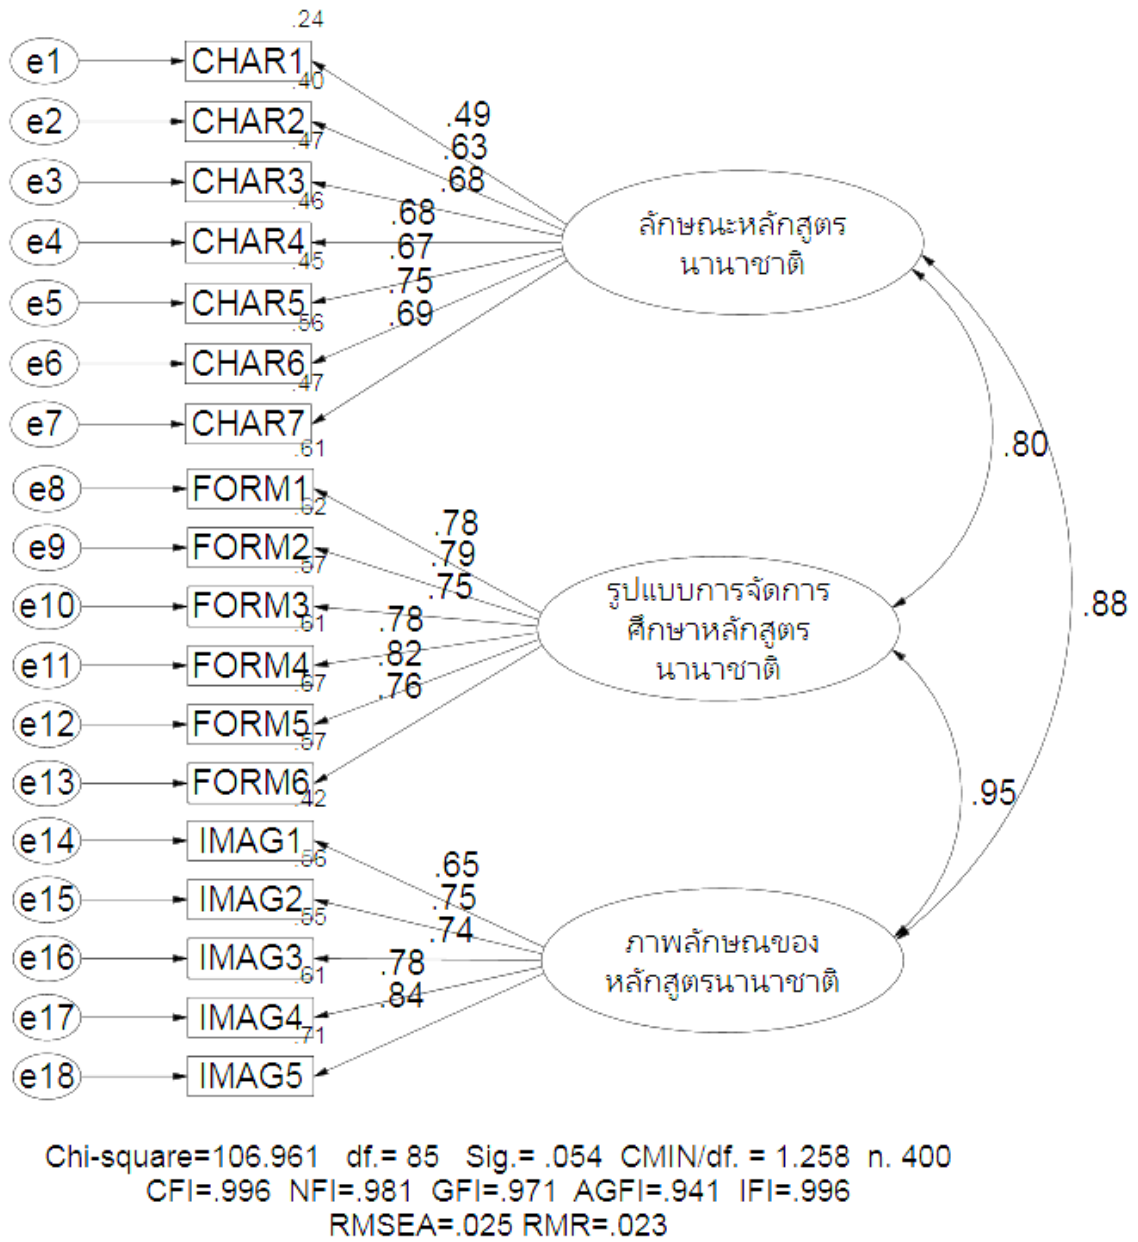 .24
e1 CHAR1
.40
e2 CHAR2 .49
.47 .63
e3 CHAR3 .68
.46 ลักษณะหลักสูตร
e4 CHAR4 .68 นานาชาติ
.45 .67
e5 CHAR5 .75
.56 .69
e6 CHAR6
.47
e7 CHAR7 .80
.61
e8 FORM1
.62 .78
e9 FORM2 .79
.57 .75 รูปแบบการจัดการ
e10 FORM3 .78 ศึกษาหลักสูตร .88
.61 .82 นานาชาติ
e11 FORM4 .76
.67
e12 FORM5
.57
e13 FORM6 .95
.42
e14 IMAG1
.56 .65
e15 IMAG2 .75
.55 .74 ภาพลักษณของ
e16 IMAG3 .78 หลักสูตรนานาชาติ
.61 .84
e17 IMAG4
.71
e18 IMAG5
Chi-square=106.961 df.= 85 Sig.= .054 CMIN/df. = 1.258 n. 400
CFI=.996 NFI=.981 GFI=.971 AGFI=.941 IFI=.996
RMSEA=.025 RMR=.023